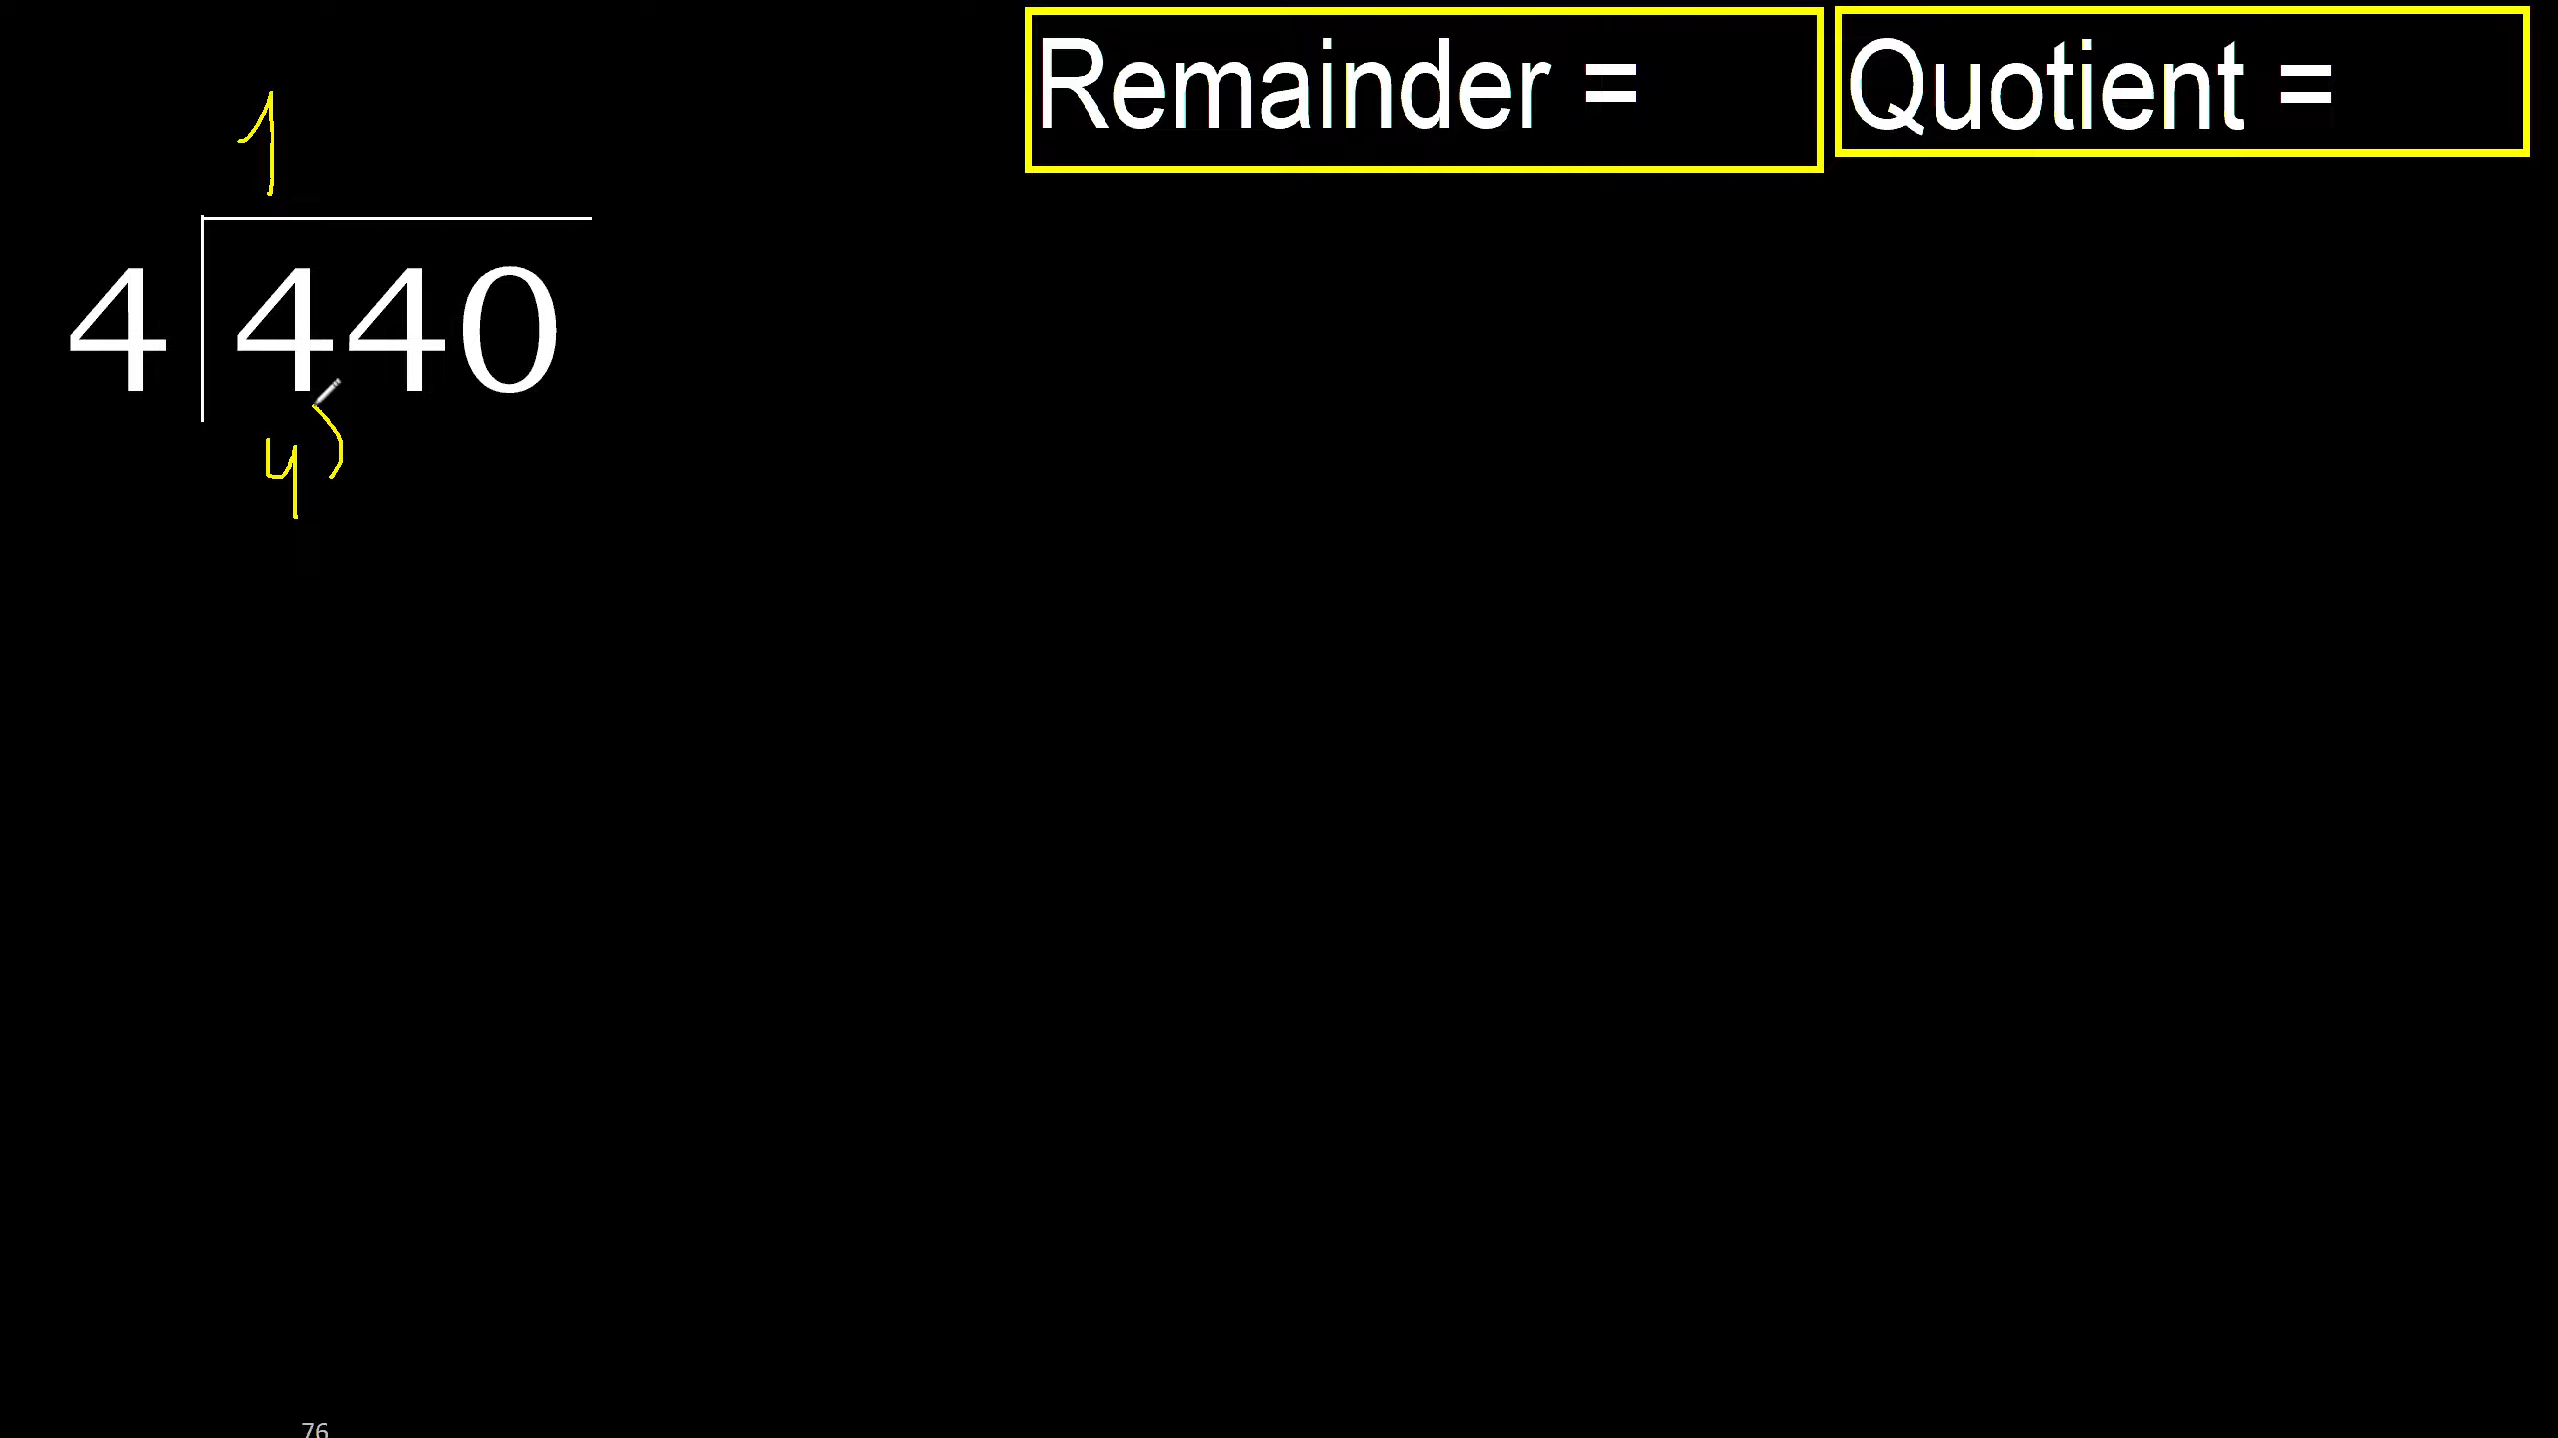 Remainder =
Quotient =
1
4 440
4
76